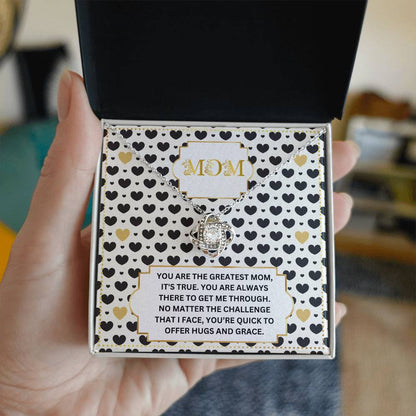 MOM
YOU ARE THE GREATEST MOM,
IT'S TRUE. YOU ARE ALWAYS
THERE TO GET ME THROUGH.
NO MATTER THE CHALLENGE
THAT I FACE, YOU'RE QUICK TO
OFFER HUGS AND GRACE.